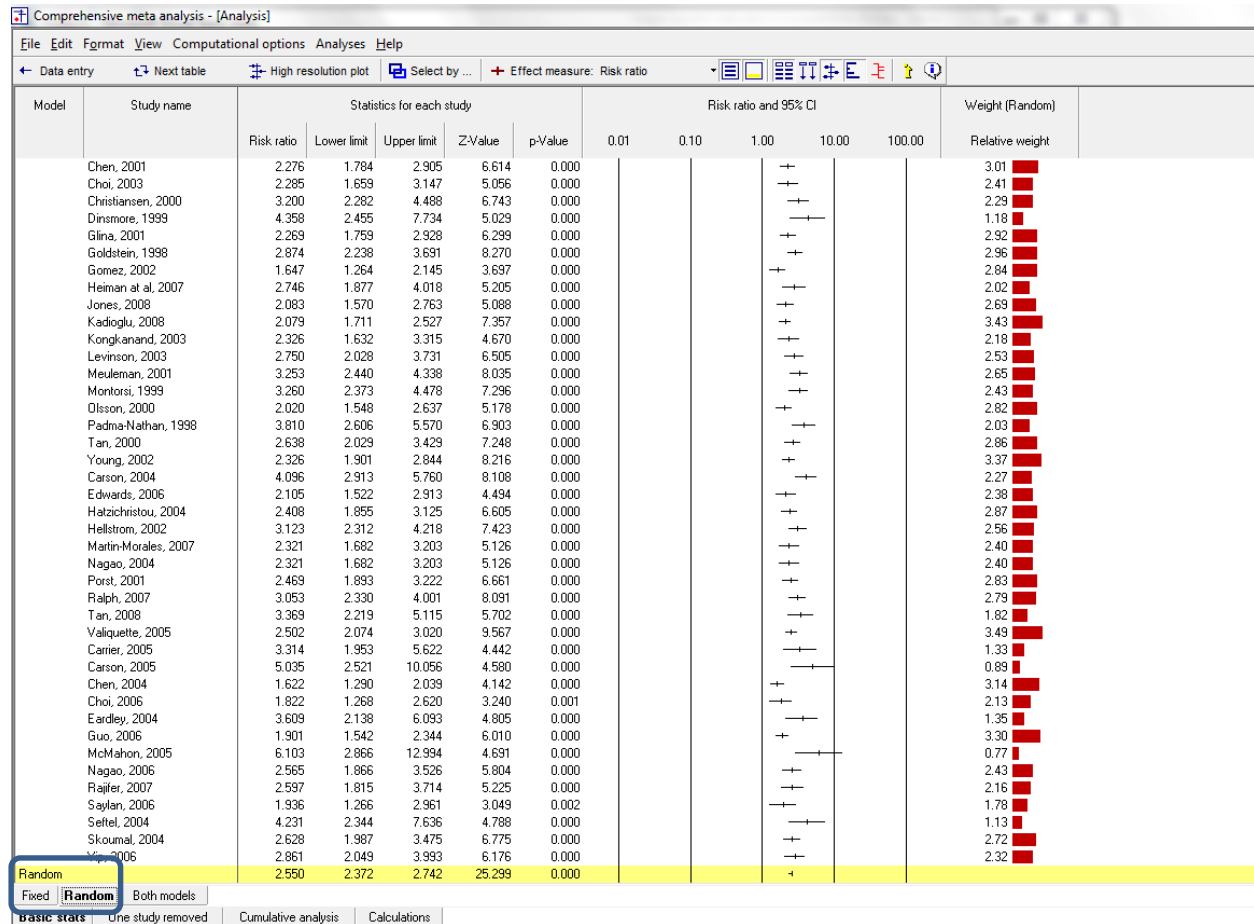 Comprehensive meta analysis - [Analysis]
File Edit Format View Computational options Analyses Help
← Data entry Next table High resolution plot Select by ... Effect measure: Risk ratio
Model Study name Statistics for each study Risk ratio and 95% CI Weight (Random)
Risk ratio Lower limit Upper limit Z-Value p-Value 0.01 0.10 1.00 10.00 100.00 Relative weight
Chen, 2001 2.276 1.784 2.905 6.614 0.000 3.01
Choi, 2003 2.285 1.659 3.147 5.056 0.000 2.41
Christiansen, 2000 3.200 2.282 4.488 6.743 0.000 2.29
Dinsmore, 1999 4.358 2.455 7.734 5.029 0.000 1.18
Glina, 2001 2.269 1.759 2.928 6.299 0.000 2.92
Goldstein, 1998 2.874 2.238 3.691 8.270 0.000 2.96
Gomez, 2002 1.647 1.264 2.145 3.697 0.000 2.84
Heiman at al, 2007 2.746 1.877 4.018 5.205 0.000 2.02
Jones, 2008 2.083 1.570 2.763 5.088 0.000 2.69
Kadioglu, 2008 2.079 1.711 2.527 7.357 0.000 3.43
Kongkanand, 2003 2.326 1.632 3.315 4.670 0.000 2.18
Levinson, 2003 2.750 2.028 3.731 6.505 0.000 2.53
Meuleman, 2001 3.253 2.440 4.338 8.035 0.000 2.65
Montorsi, 1999 3.260 2.373 4.478 7.296 0.000 2.43
Olsson, 2000 2.020 1.548 2.637 5.178 0.000 2.82
Padma-Nathan, 1998 3.810 2.606 5.570 6.903 0.000 2.03
Tan, 2000 2.638 2.029 3.429 7.248 0.000 2.86
Young, 2002 2.326 1.901 2.844 8.216 0.000 3.37
Carson, 2004 4.096 2.913 5.760 8.108 0.000 2.27
Edwards, 2006 2.105 1.522 2.913 4.494 0.000 2.38
Hatzichristou, 2004 2.408 1.855 3.125 6.605 0.000 2.87
Hellstrom, 2002 3.123 2.312 4.218 7.423 0.000 2.56
Martin-Morales, 2007 2.321 1.682 3.203 5.126 0.000 2.40
Nagao, 2004 2.321 1.682 3.203 5.126 0.000 2.40
Porst, 2001 2.469 1.893 3.222 6.661 0.000 2.83
Ralph, 2007 3.053 2.330 4.001 8.091 0.000 2.79
Tan, 2008 3.369 2.219 5.115 5.702 0.000 1.82
Valiquette, 2005 2.502 2.074 3.020 9.567 0.000 3.49
Carrier, 2005 3.314 1.953 5.622 4.442 0.000 1.33
Carson, 2005 5.035 2.521 10.056 4.580 0.000 0.89
Chen, 2004 1.622 1.290 2.039 4.142 0.000 3.14
Choi, 2006 1.822 1.268 2.620 3.240 0.001 2.13
Eardley, 2004 3.609 2.138 6.093 4.805 0.000 1.35
Guo, 2006 1.901 1.542 2.344 6.010 0.000 3.30
McMahon, 2005 6.103 2.866 12.994 4.691 0.000 0.77
Nagao, 2006 2.565 1.866 3.526 5.804 0.000 2.43
Rajifer, 2007 2.597 1.815 3.714 5.225 0.000 2.16
Saylan, 2006 1.936 1.266 2.961 3.049 0.002 1.78
Seftel, 2004 4.231 2.344 7.636 4.788 0.000 1.13
Skoumal, 2004 2.628 1.987 3.475 6.775 0.000 2.72
Yip, 2006 2.861 2.049 3.993 6.176 0.000 2.32
Random 2.550 2.372 2.742 25.299 0.000
Fixed Random Both models
Basic stats One study removed Cumulative analysis Calculations